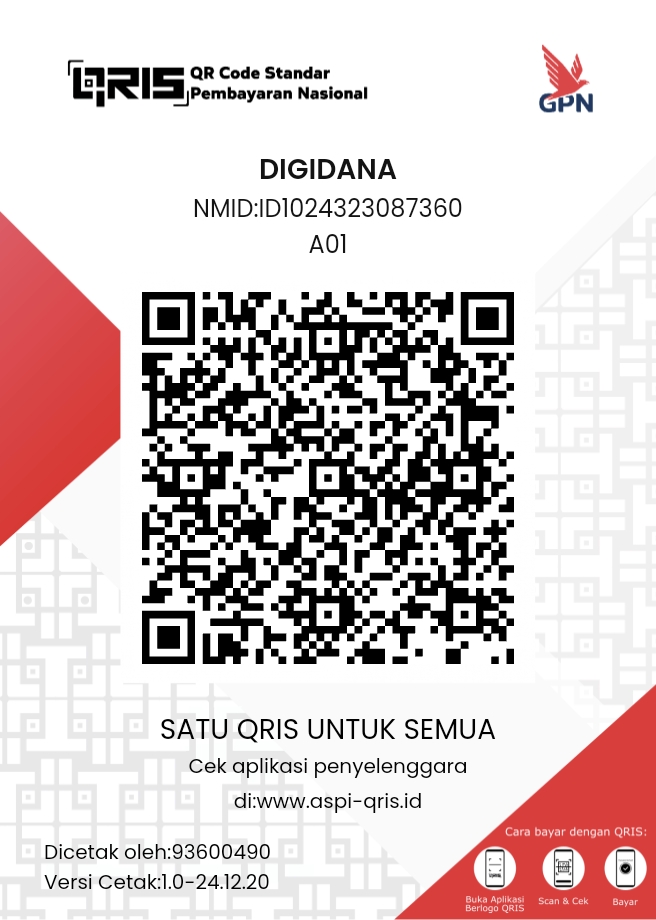 QRIS
QR Code Standar
Pembayaran Nasional
GPN
DIGIDANA
NMID:ID1024323087360
A01
SATU QRIS UNTUK SEMUA
Cek aplikasi penyelenggara
di:www.aspi-qris.id
Dicetak oleh:93600490
Versi Cetak:1.0-24.12.20
Cara bayar dengan QRIS:
Buka Aplikasi
Berlogo QRIS
Scan & Cek
Bayar